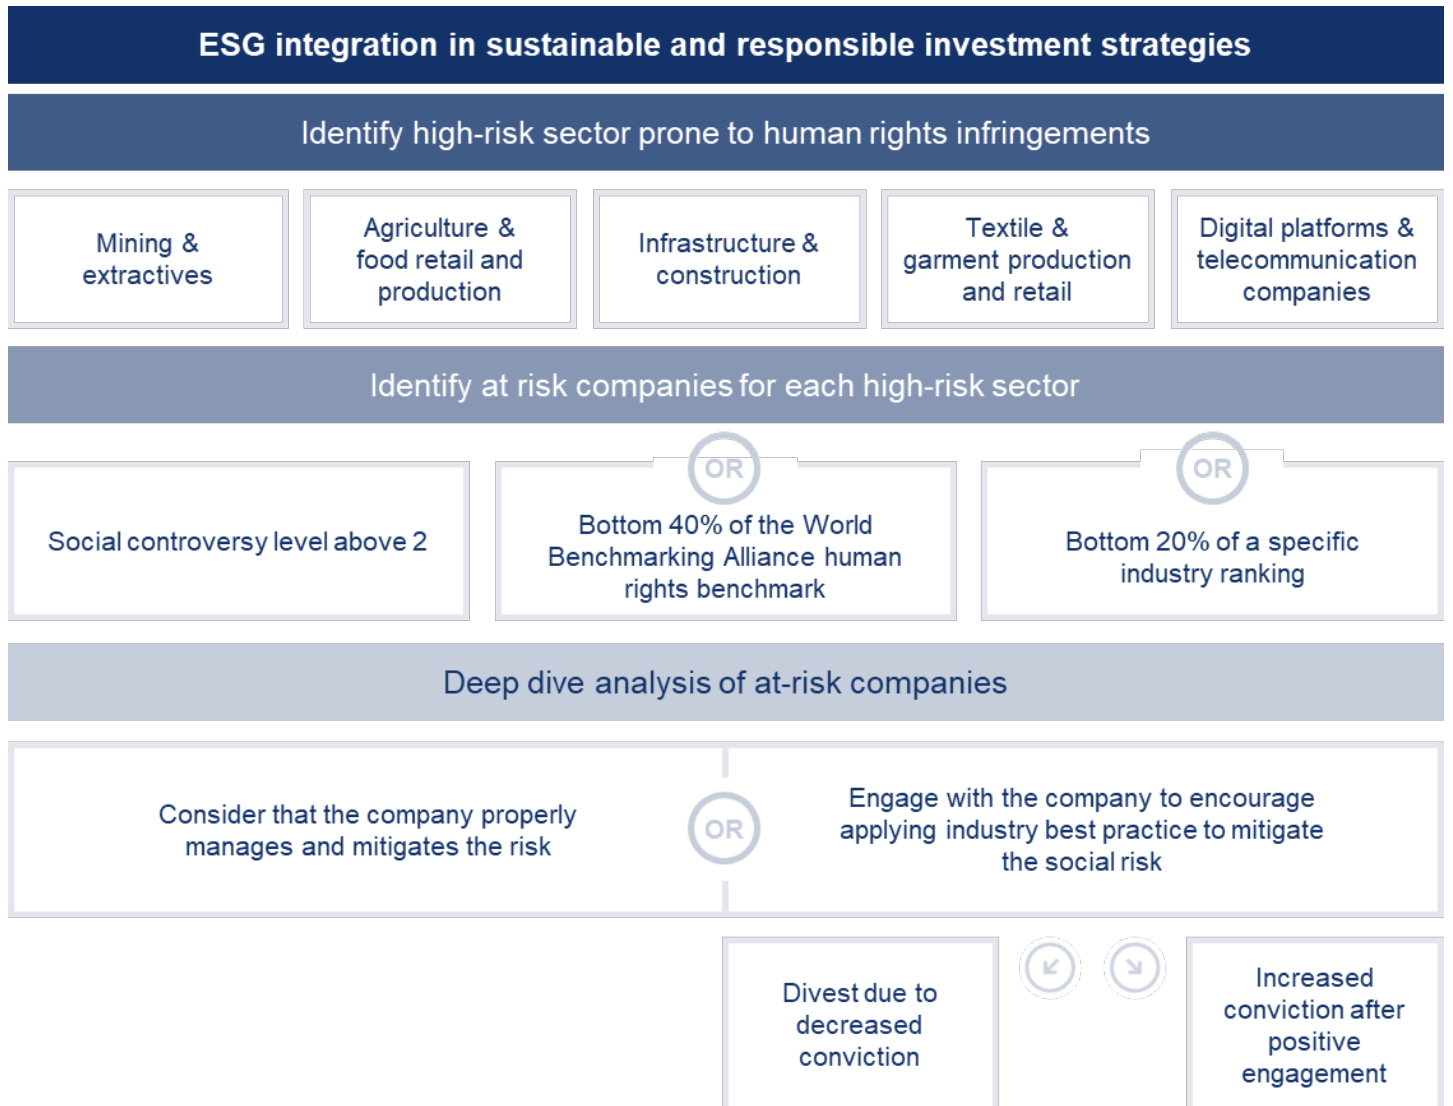 ESG integration in sustainable and responsible investment strategies
Identify high-risk sector prone to human rights infringements
Mining &
extractives
Agriculture &
food retail and
production
Infrastructure &
construction
Textile &
garment production
and retail
Digital platforms &
telecommunication
companies
Identify at risk companies for each high-risk sector
Social controversy level above 2
OR
Bottom 40% of the World
Benchmarking Alliance human
rights benchmark
OR
Bottom 20% of a specific
industry ranking
Deep dive analysis of at-risk companies
Consider that the company properly
manages and mitigates the risk
OR
Engage with the company to encourage
applying industry best practice to mitigate
the social risk
Divest due to
decreased
conviction
Increased
conviction after
positive
engagement